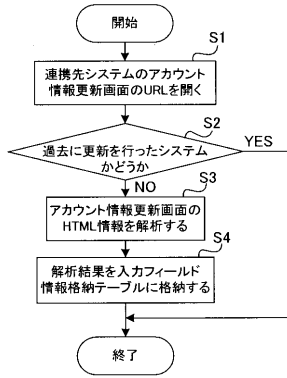 開始
S1
連携先システムのアカウント
情報更新画面のURLを開く
S2
過去に更新を行ったシステム
かどうか
YES
NO
S3
アカウント情報更新画面の
HTML情報を解析する
S4
解析結果を入力フィールド
情報格納テーブルに格納する
終了